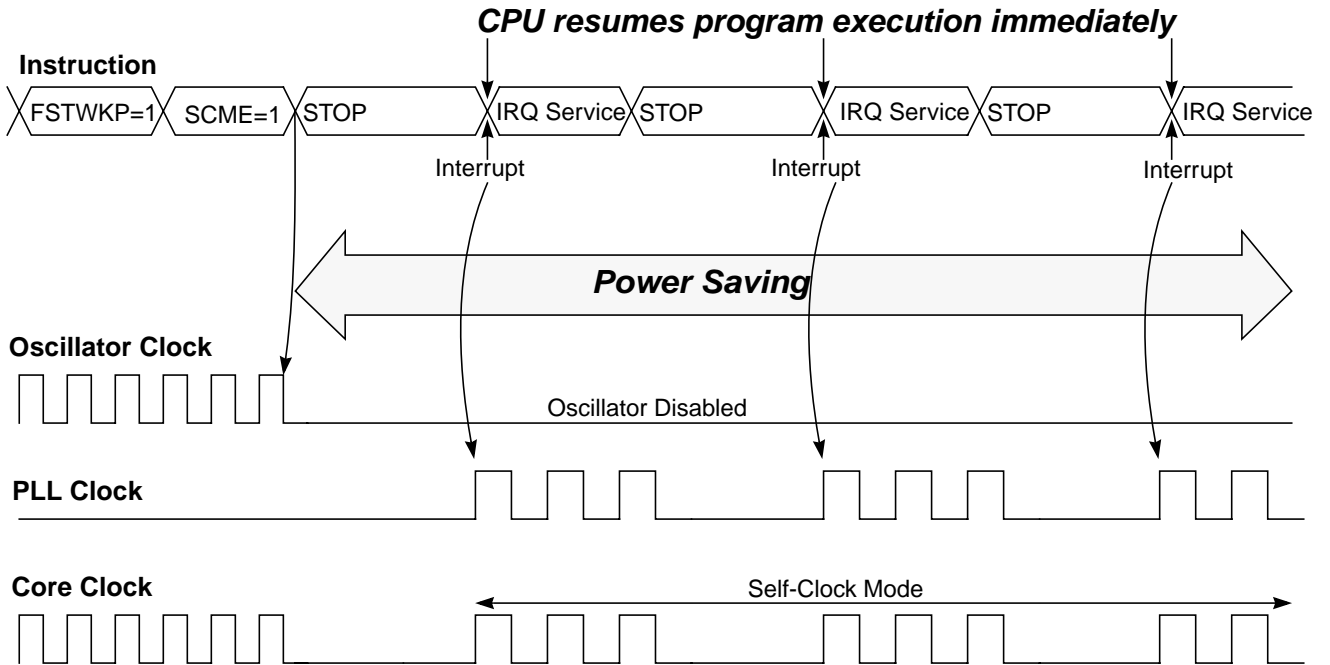 CPU resumes program execution immediately
Instruction
FSTWKP=1 SCME=1 STOP IRQ Service STOP IRQ Service STOP IRQ Service
Interrupt Interrupt Interrupt
Power Saving
Oscillator Clock
Oscillator Disabled
PLL Clock
Core Clock
Self-Clock Mode